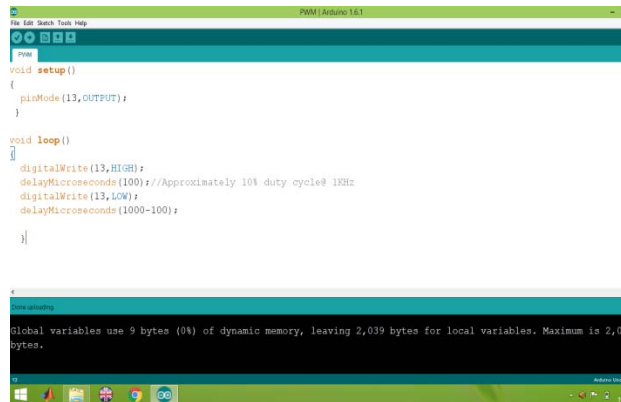 PWM | Arduino 1.6.1
File Edit Sketch Tools Help
PWM
void setup()
{
pinMode(13,OUTPUT);
}
void loop()
{
digitalWrite(13,HIGH);
delayMicroseconds(100);//Approximately 10% duty cycle@ 1KHz
digitalWrite(13,LOW);
delayMicroseconds(1000-100);
}
Done uploading.
Global variables use 9 bytes (0%) of dynamic memory, leaving 2,039 bytes for local variables. Maximum is 2,0
bytes.
13
Arduino Uno